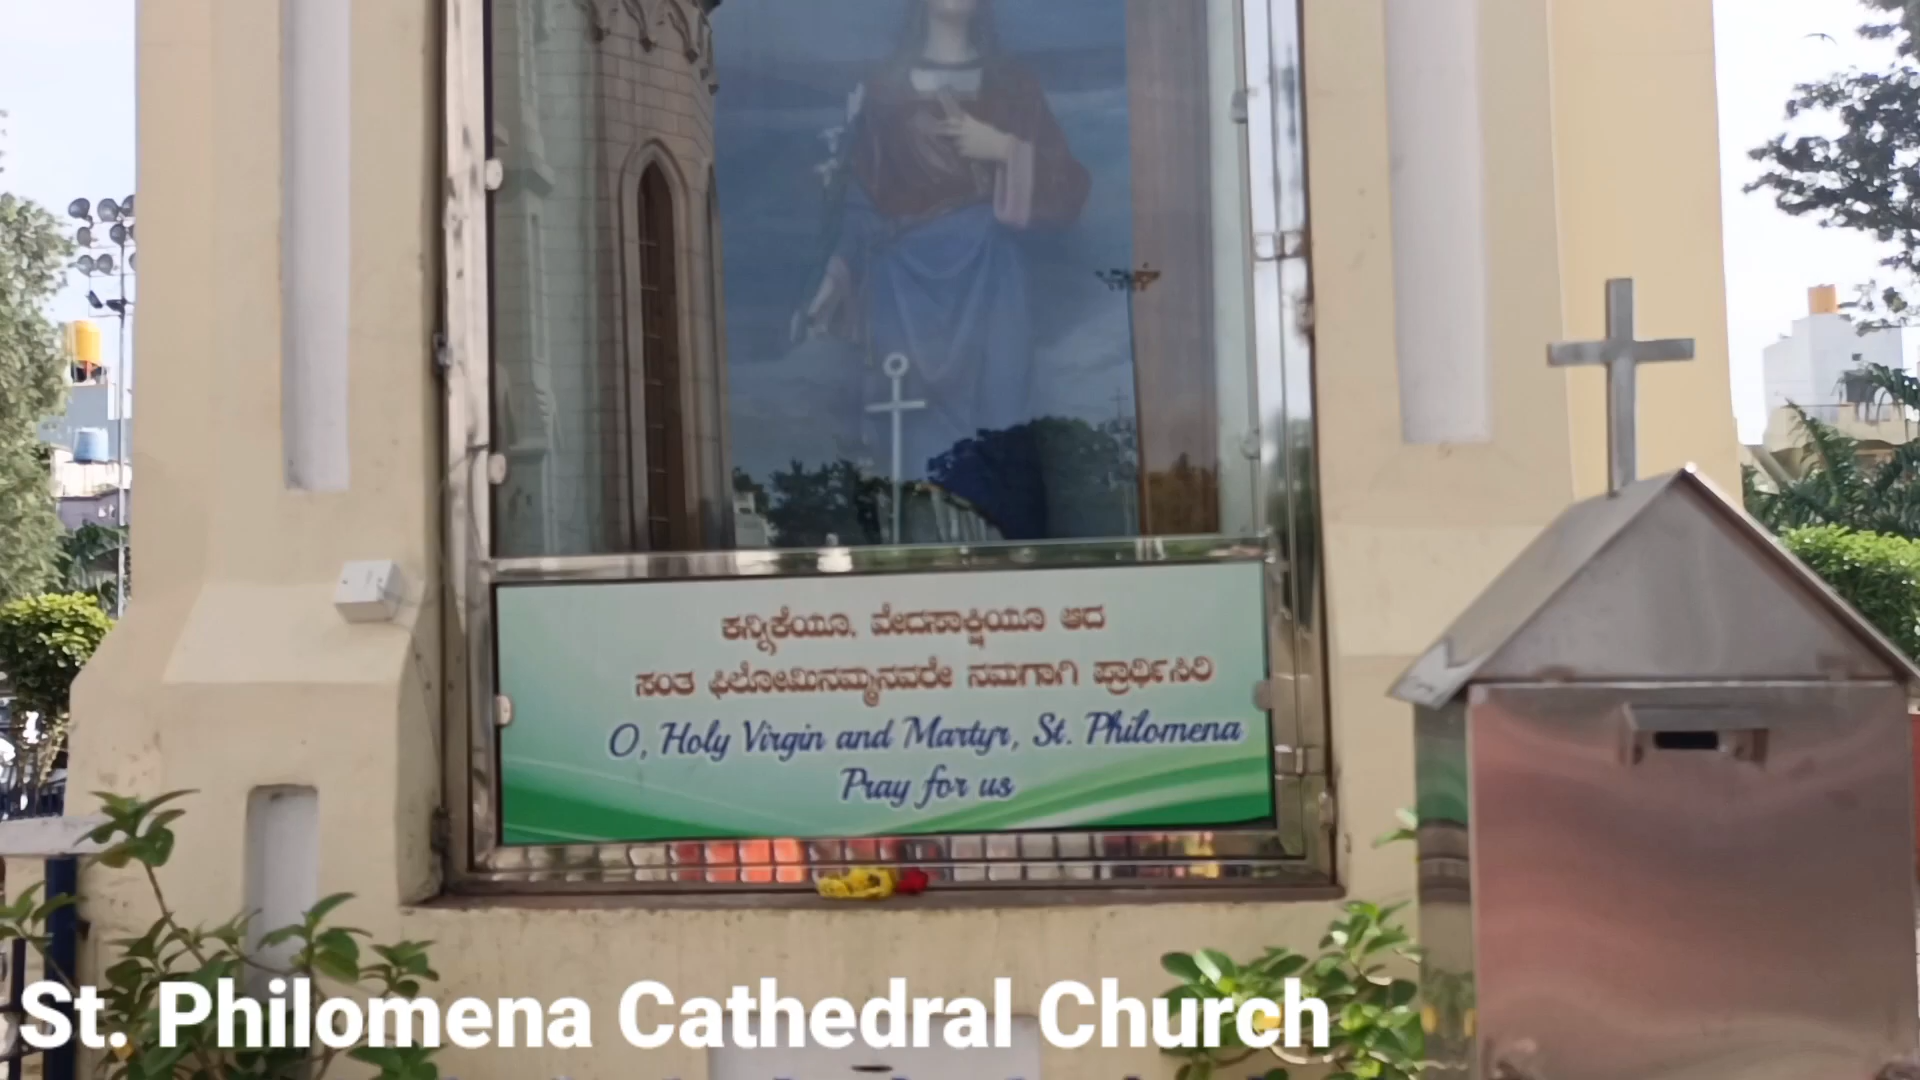 ಕನ್ನಿಕೆಯೂ, ವೇದಸಾಕ್ಷಿಯೂ ಆದ
ಸಂತ ಫಿಲೋಮಿನಮ್ಮನವರೇ ನಮಗಾಗಿ ಪ್ರಾರ್ಥಿಸಿರಿ
O, Holy Virgin and Martyr, St. Philomena
Pray for us
St. Philomena Cathedral Church